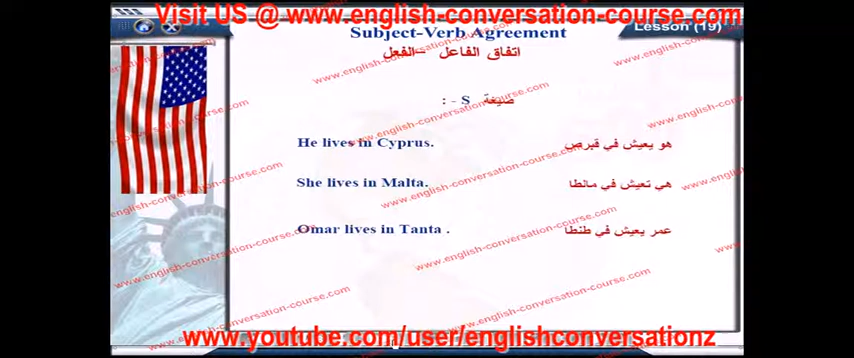 Visit US @ www.english-conversation-course.com
Subject-Verb Agreement
Lesson (19)
اتفاق الفاعل – الفعل
صيغة S - :
He lives in Cyprus. هو يعيش في قبرص
She lives in Malta. هي تعيش في مالطا
Omar lives in Tanta . عمر يعيش في طنطا
www.youtube.com/user/englishconversationz